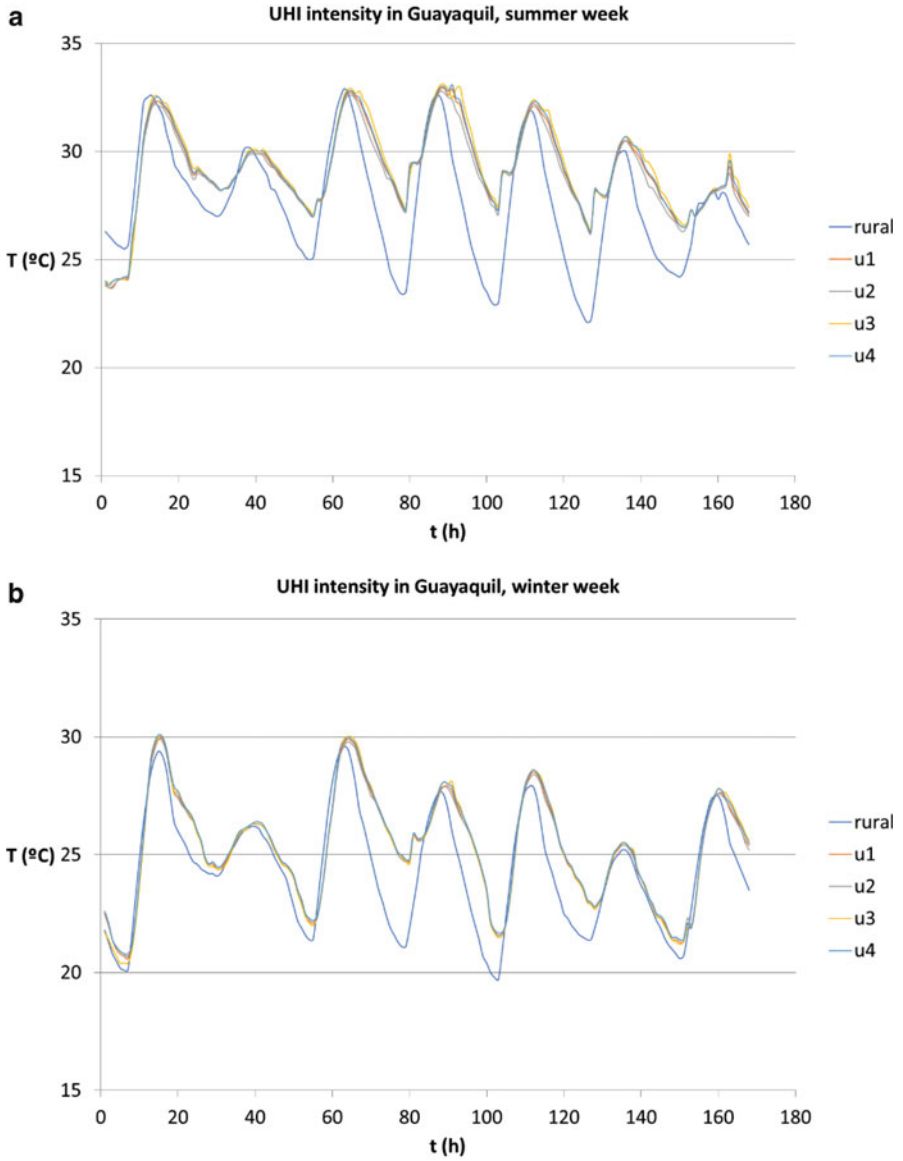 a
UHI intensity in Guayaquil, summer week
35
30
25
20
15
T (ºC)
0 20 40 60 80 100 120 140 160 180
t (h)
rural
u1
u2
u3
u4
b
UHI intensity in Guayaquil, winter week
35
30
25
20
15
T (ºC)
0 20 40 60 80 100 120 140 160 180
t (h)
rural
u1
u2
u3
u4